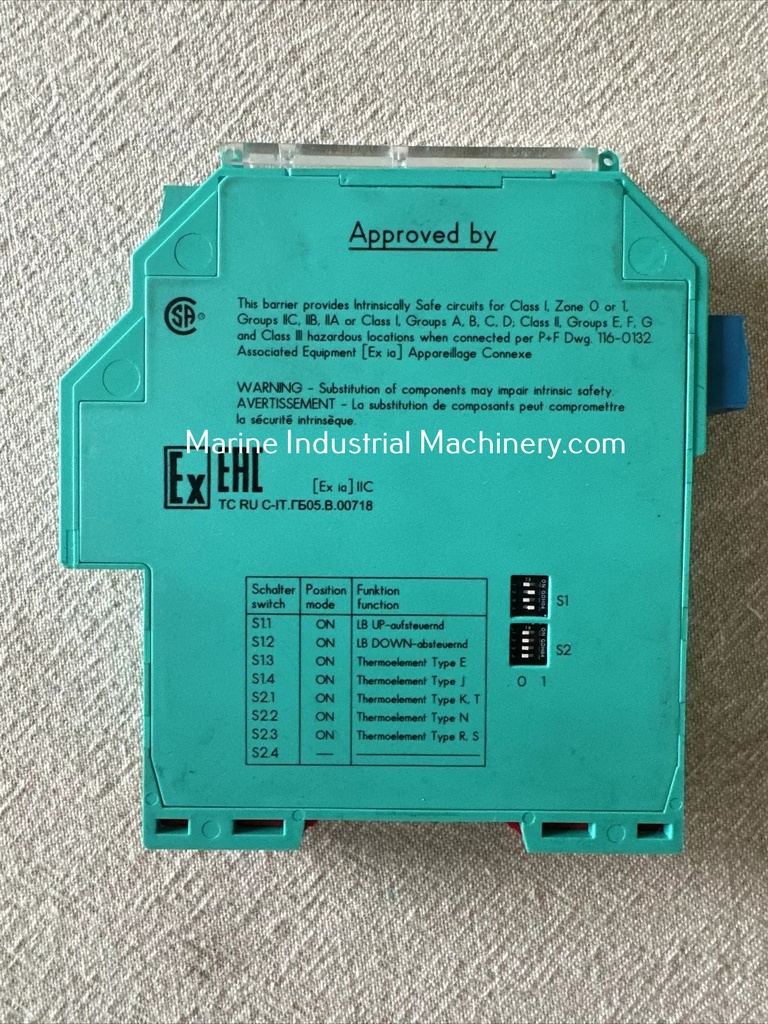 Approved by
CSA ®
This barrier provides Intrinsically Safe circuits for Class I, Zone 0 or 1,
Groups IIC, IIB, IIA or Class I, Groups A, B, C, D; Class II, Groups E, F, G
and Class III hazardous locations when connected per P+F Dwg. 116-0132.
Associated Equipment [Ex ia] Appareillage Connexe
WARNING - Substitution of components may impair intrinsic safety.
AVERTISSEMENT - La substitution de composants peut compromettre
la sécurité intrinsèque.
Marine Industrial Machinery.com
Ex EAC [Ex ia] IIC
TC RU C-IT.ГБ05.В.00718
Schalter Position Funktion
switch mode function
S1.1 ON LB UP-aufsteuernd
S1.2 ON LB DOWN-absteuernd
S1.3 ON Thermoelement Type E
S1.4 ON Thermoelement Type J
S2.1 ON Thermoelement Type K, T
S2.2 ON Thermoelement Type N
S2.3 ON Thermoelement Type R, S
S2.4 — —
S1
S2
0 1